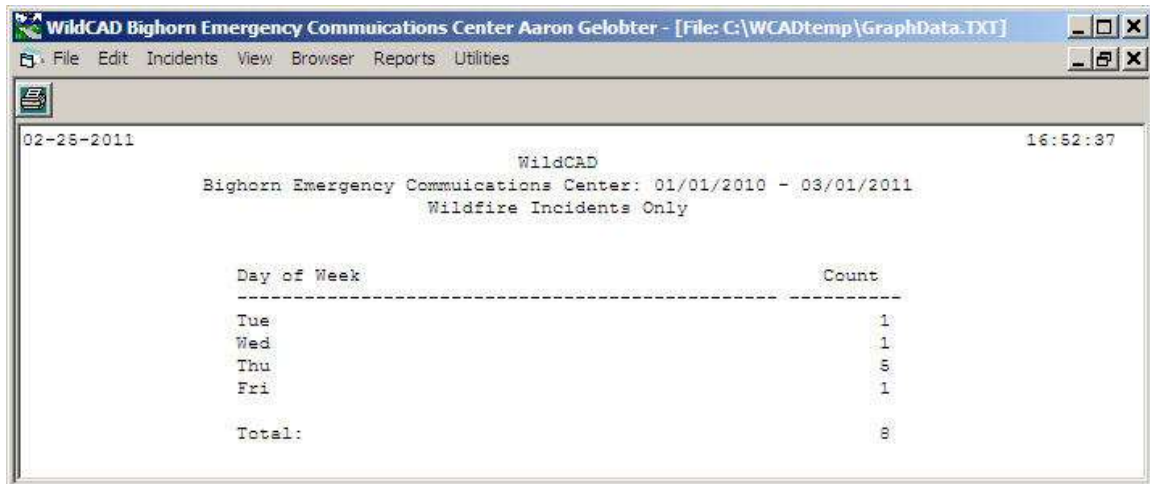 WildCAD Bighorn Emergency Commuications Center Aaron Gelobter - [File: C:\WCADtemp\GraphData.TXT]
File Edit Incidents View Browser Reports Utilities
02-25-2011 16:52:37
WildCAD
Bighorn Emergency Commuications Center: 01/01/2010 - 03/01/2011
Wildfire Incidents Only
Day of Week Count
------------------------------------------------ ----------
Tue 1
Wed 1
Thu 5
Fri 1
Total: 8